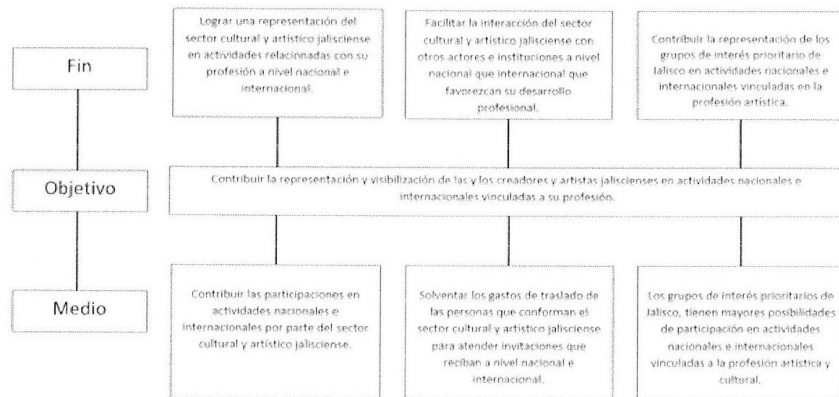 Fin
Lograr una representación del
sector cultural y artístico jalisciense
en actividades relacionadas con su
profesión a nivel nacional e
internacional.
Facilitar la interacción del sector
cultural y artístico jalisciense con
otros actores e instituciones a nivel
nacional que internacional que
favorezcan su desarrollo
profesional.
Contribuir la representación de los
grupos de interés prioritario de
Jalisco en actividades nacionales e
internacionales vinculadas en la
profesión artística.
Objetivo
Contribuir la representación y visibilización de las y los creadores y artistas jaliscienses en actividades nacionales e
internacionales vinculadas a su profesión.
Medio
Contribuir las participaciones en
actividades nacionales e
internacionales por parte del sector
cultural y artístico jalisciense.
Solventar los gastos de traslado de
las personas que conforman el
sector cultural y artístico jalisciense
para atender invitaciones que
reciban a nivel nacional e
internacional.
Los grupos de interés prioritarios de
Jalisco, tienen mayores posibilidades
de participación en actividades
nacionales e internacionales
vinculadas a la profesión artística y
cultural.